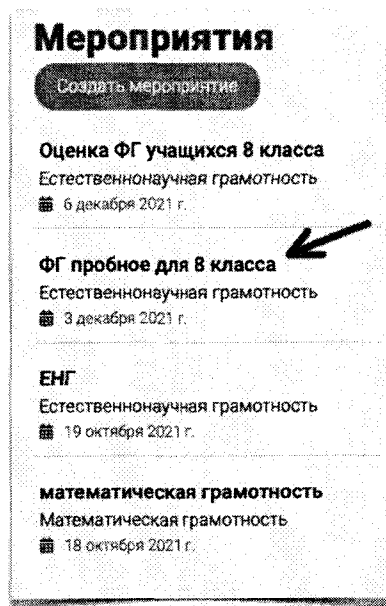 Мероприятия
Создать мероприятие
Оценка ФГ учащихся 8 класса
Естественнонаучная грамотность
6 декабря 2021 г.
ФГ пробное для 8 класса
Естественнонаучная грамотность
3 декабря 2021 г.
ЕНГ
Естественнонаучная грамотность
19 октября 2021 г.
математическая грамотность
Математическая грамотность
18 октября 2021 г.